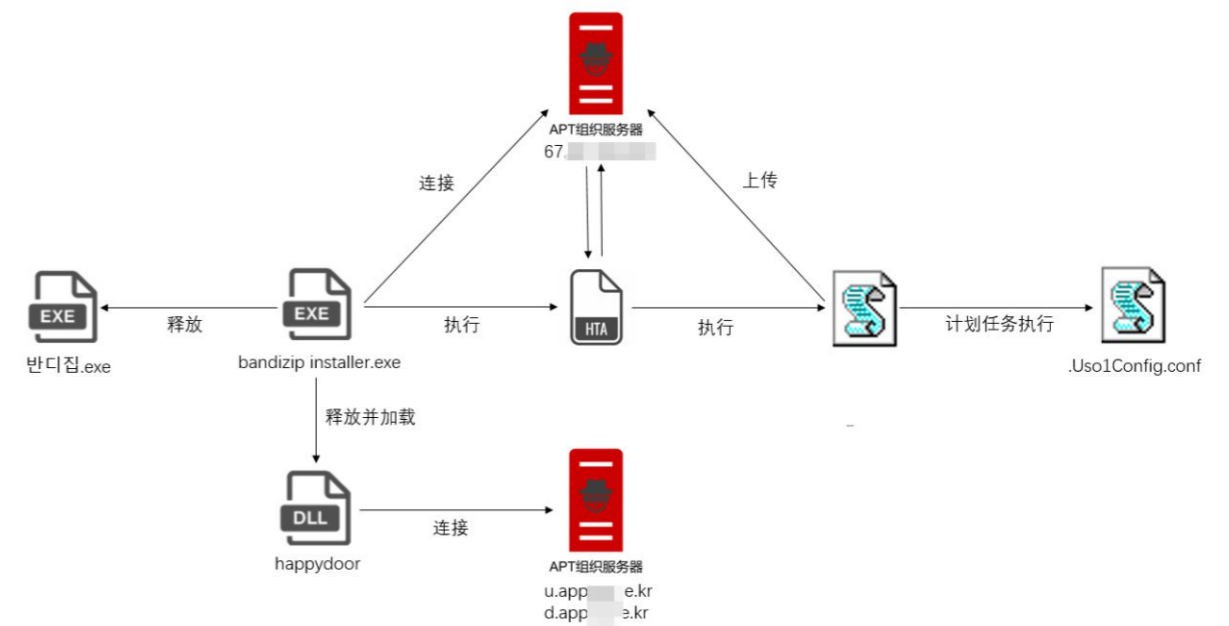 APT组织服务器
67.
连接
上传
EXE
释放
EXE
执行
HTA
执行
计划任务执行
반디집.exe
bandizip installer.exe
.Uso1Config.conf
释放并加载
DLL
连接
happydoor
APT组织服务器
u.app e.kr
d.app e.kr